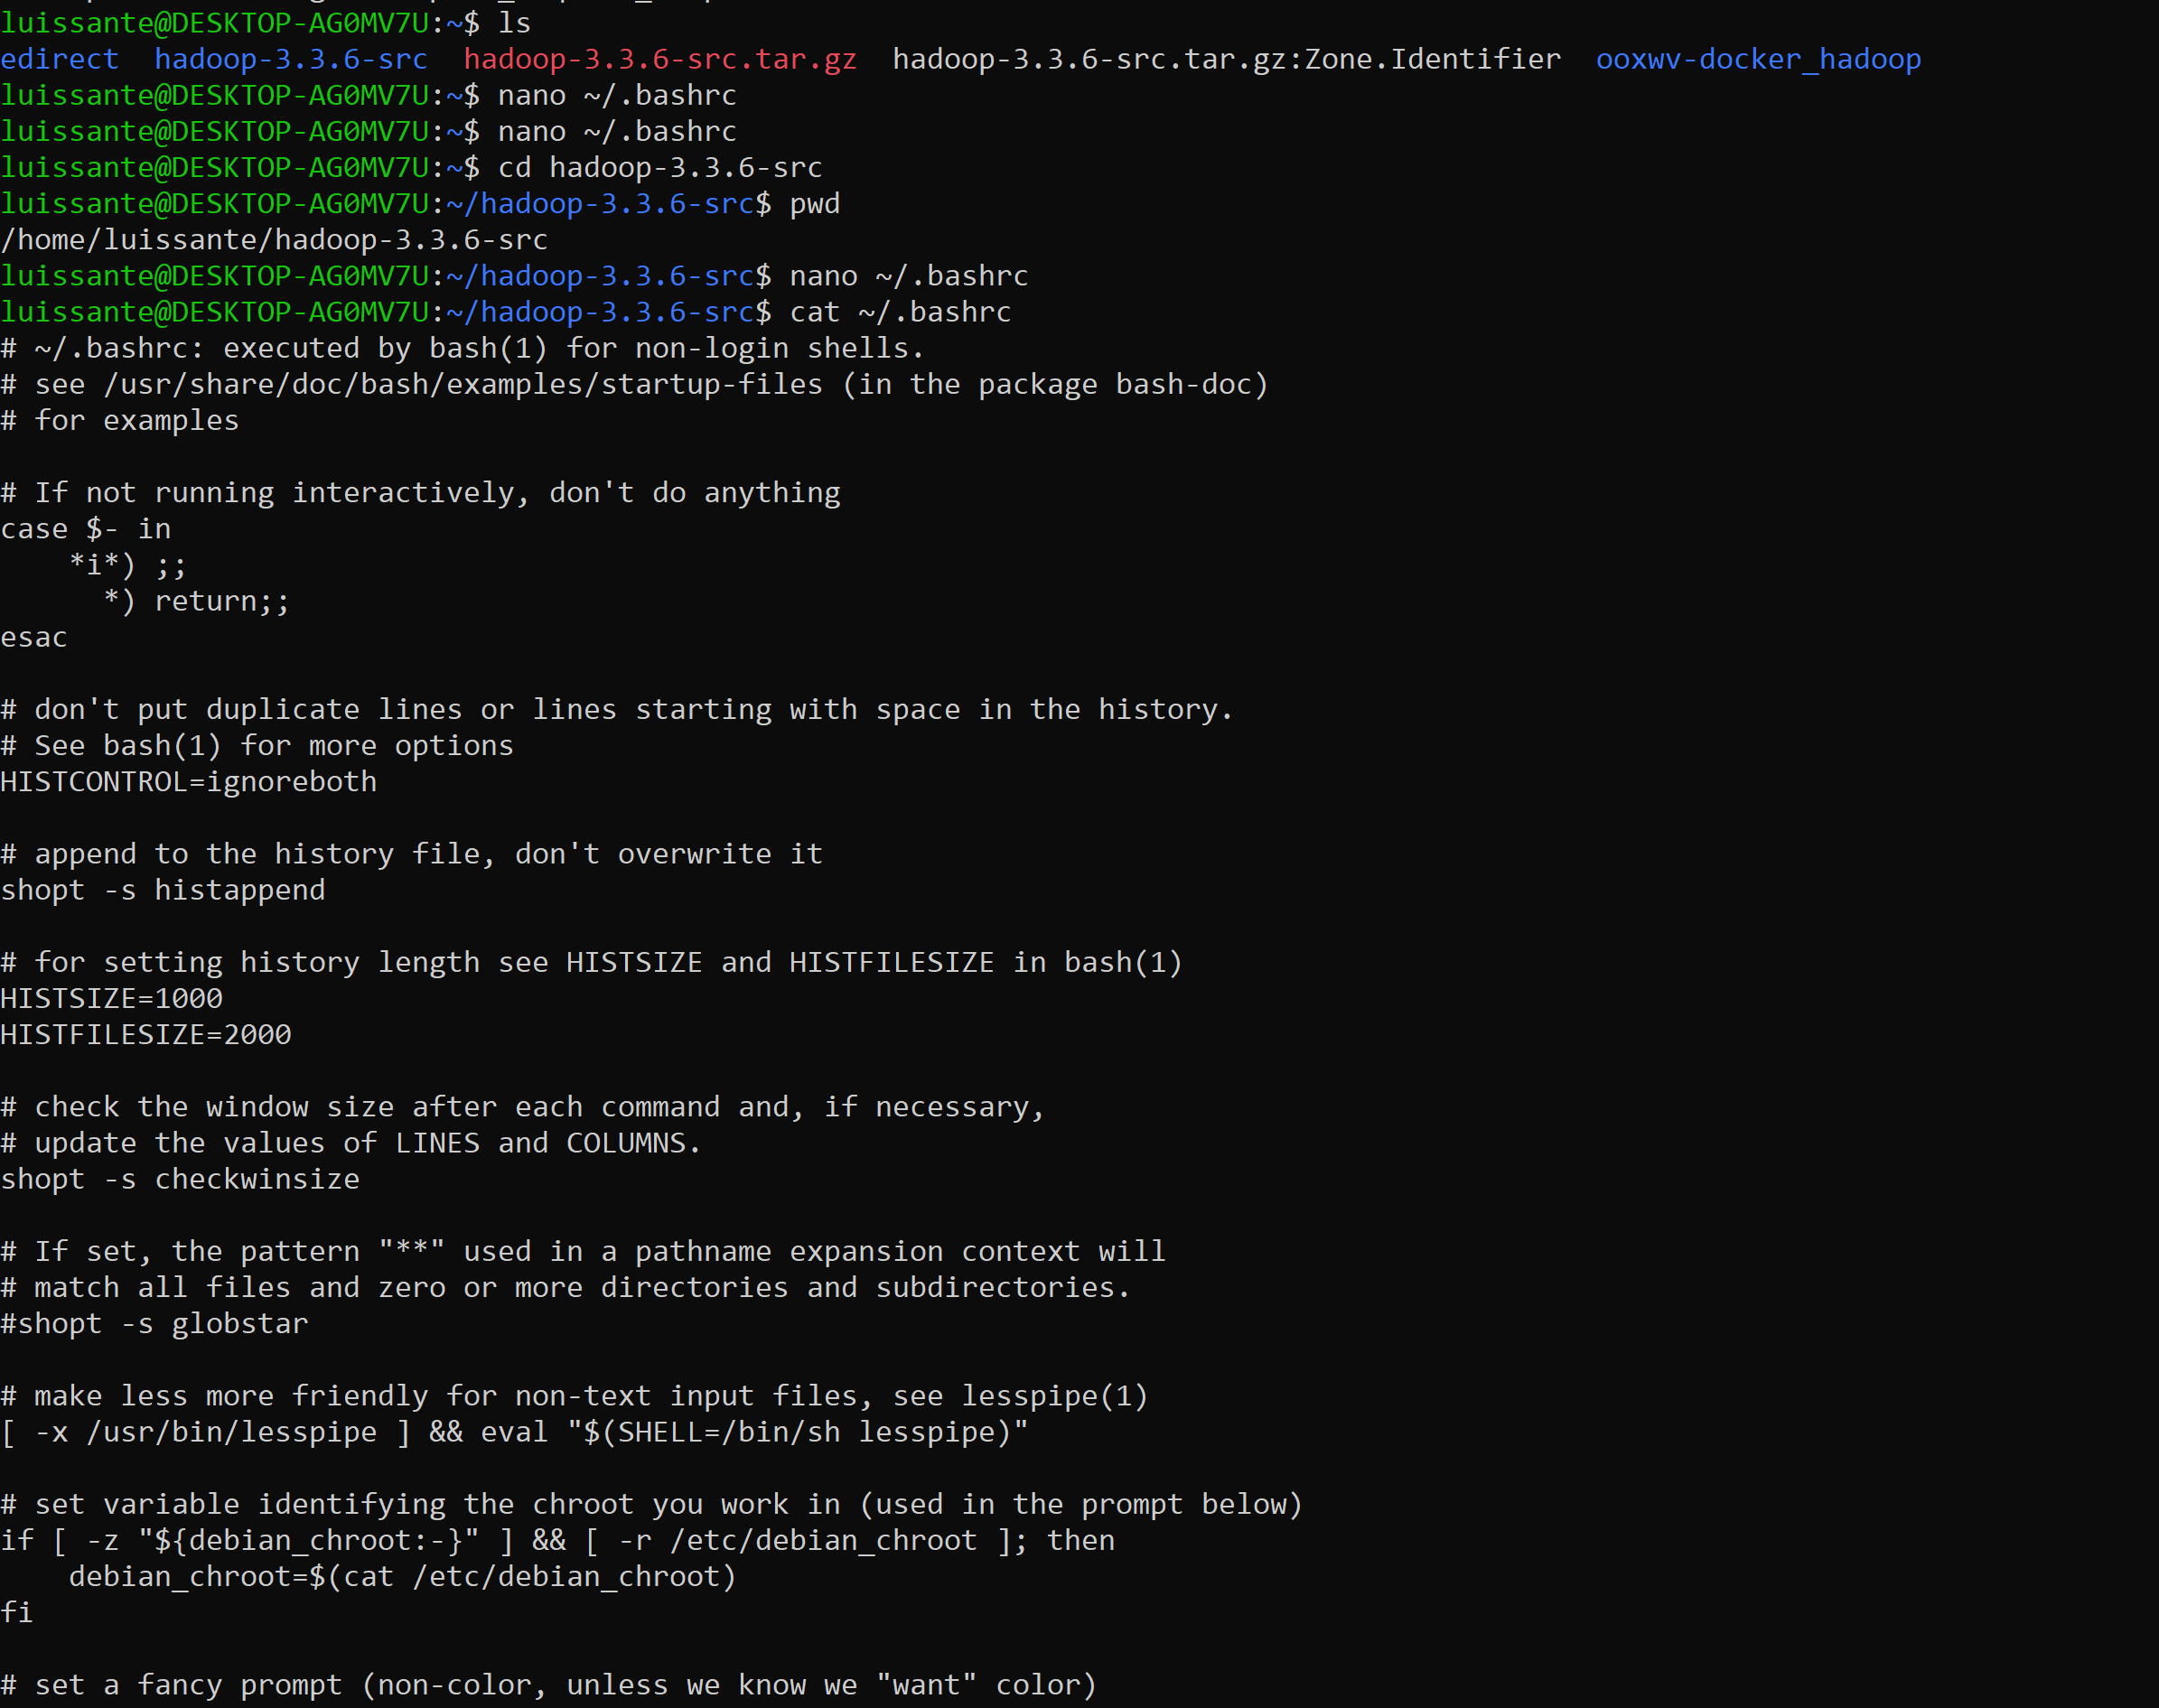 luissante@DESKTOP-AG0MV7U:~$ ls
edirect  hadoop-3.3.6-src  hadoop-3.3.6-src.tar.gz  hadoop-3.3.6-src.tar.gz:Zone.Identifier  ooxwv-docker_hadoop
luissante@DESKTOP-AG0MV7U:~$ nano ~/.bashrc
luissante@DESKTOP-AG0MV7U:~$ nano ~/.bashrc
luissante@DESKTOP-AG0MV7U:~$ cd hadoop-3.3.6-src
luissante@DESKTOP-AG0MV7U:~/hadoop-3.3.6-src$ pwd
/home/luissante/hadoop-3.3.6-src
luissante@DESKTOP-AG0MV7U:~/hadoop-3.3.6-src$ nano ~/.bashrc
luissante@DESKTOP-AG0MV7U:~/hadoop-3.3.6-src$ cat ~/.bashrc
# ~/.bashrc: executed by bash(1) for non-login shells.
# see /usr/share/doc/bash/examples/startup-files (in the package bash-doc)
# for examples

# If not running interactively, don't do anything
case $- in
    *i*) ;;
      *) return;;
esac

# don't put duplicate lines or lines starting with space in the history.
# See bash(1) for more options
HISTCONTROL=ignoreboth

# append to the history file, don't overwrite it
shopt -s histappend

# for setting history length see HISTSIZE and HISTFILESIZE in bash(1)
HISTSIZE=1000
HISTFILESIZE=2000

# check the window size after each command and, if necessary,
# update the values of LINES and COLUMNS.
shopt -s checkwinsize

# If set, the pattern "**" used in a pathname expansion context will
# match all files and zero or more directories and subdirectories.
#shopt -s globstar

# make less more friendly for non-text input files, see lesspipe(1)
[ -x /usr/bin/lesspipe ] && eval "$(SHELL=/bin/sh lesspipe)"

# set variable identifying the chroot you work in (used in the prompt below)
if [ -z "${debian_chroot:-}" ] && [ -r /etc/debian_chroot ]; then
    debian_chroot=$(cat /etc/debian_chroot)
fi

# set a fancy prompt (non-color, unless we know we "want" color)